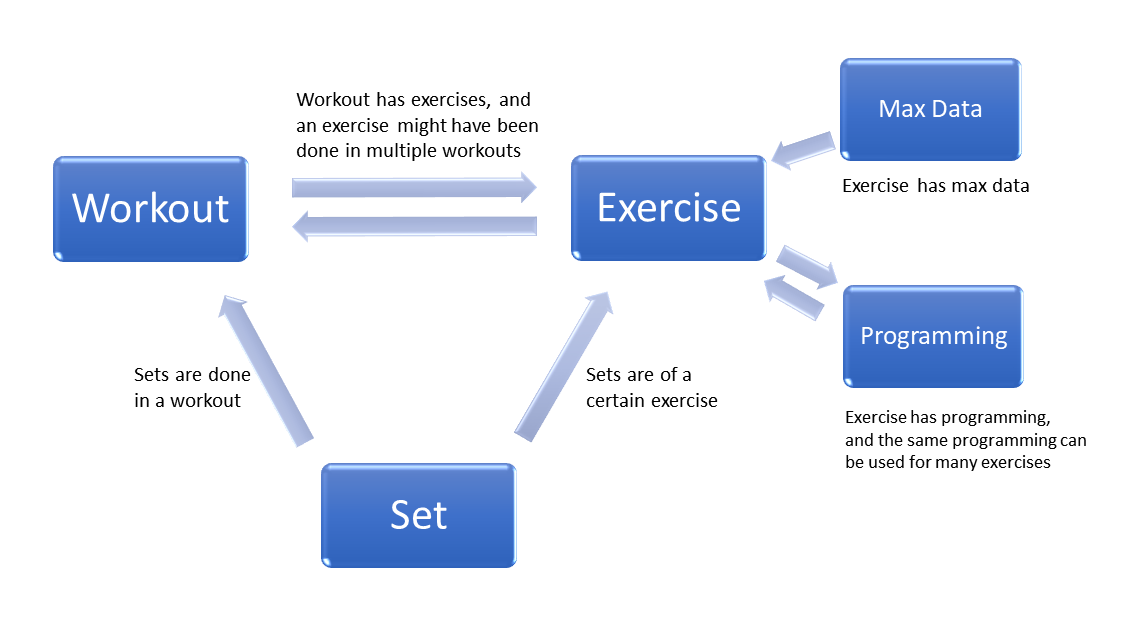 Workout has exercises, and
an exercise might have been
done in multiple workouts
Max Data
Workout
Exercise
Exercise has max data
Programming
Sets are done
in a workout
Sets are of a
certain exercise
Exercise has programming,
and the same programming can
be used for many exercises
Set